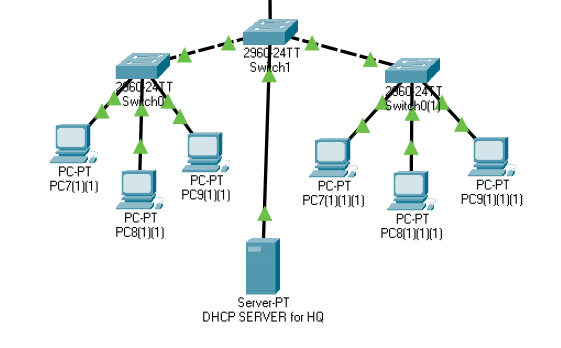 2960-24TT
Switch1
2960-24TT
Switch0
2960-24TT
Switch0(1)
PC-PT
PC7(1)(1)
PC-PT
PC8(1)(1)
PC-PT
PC9(1)(1)
PC-PT
PC7(1)(1)
PC-PT
PC8(1)(1)(1)
PC-PT
PC9(1)(1)(1)
Server-PT
DHCP SERVER for HQ